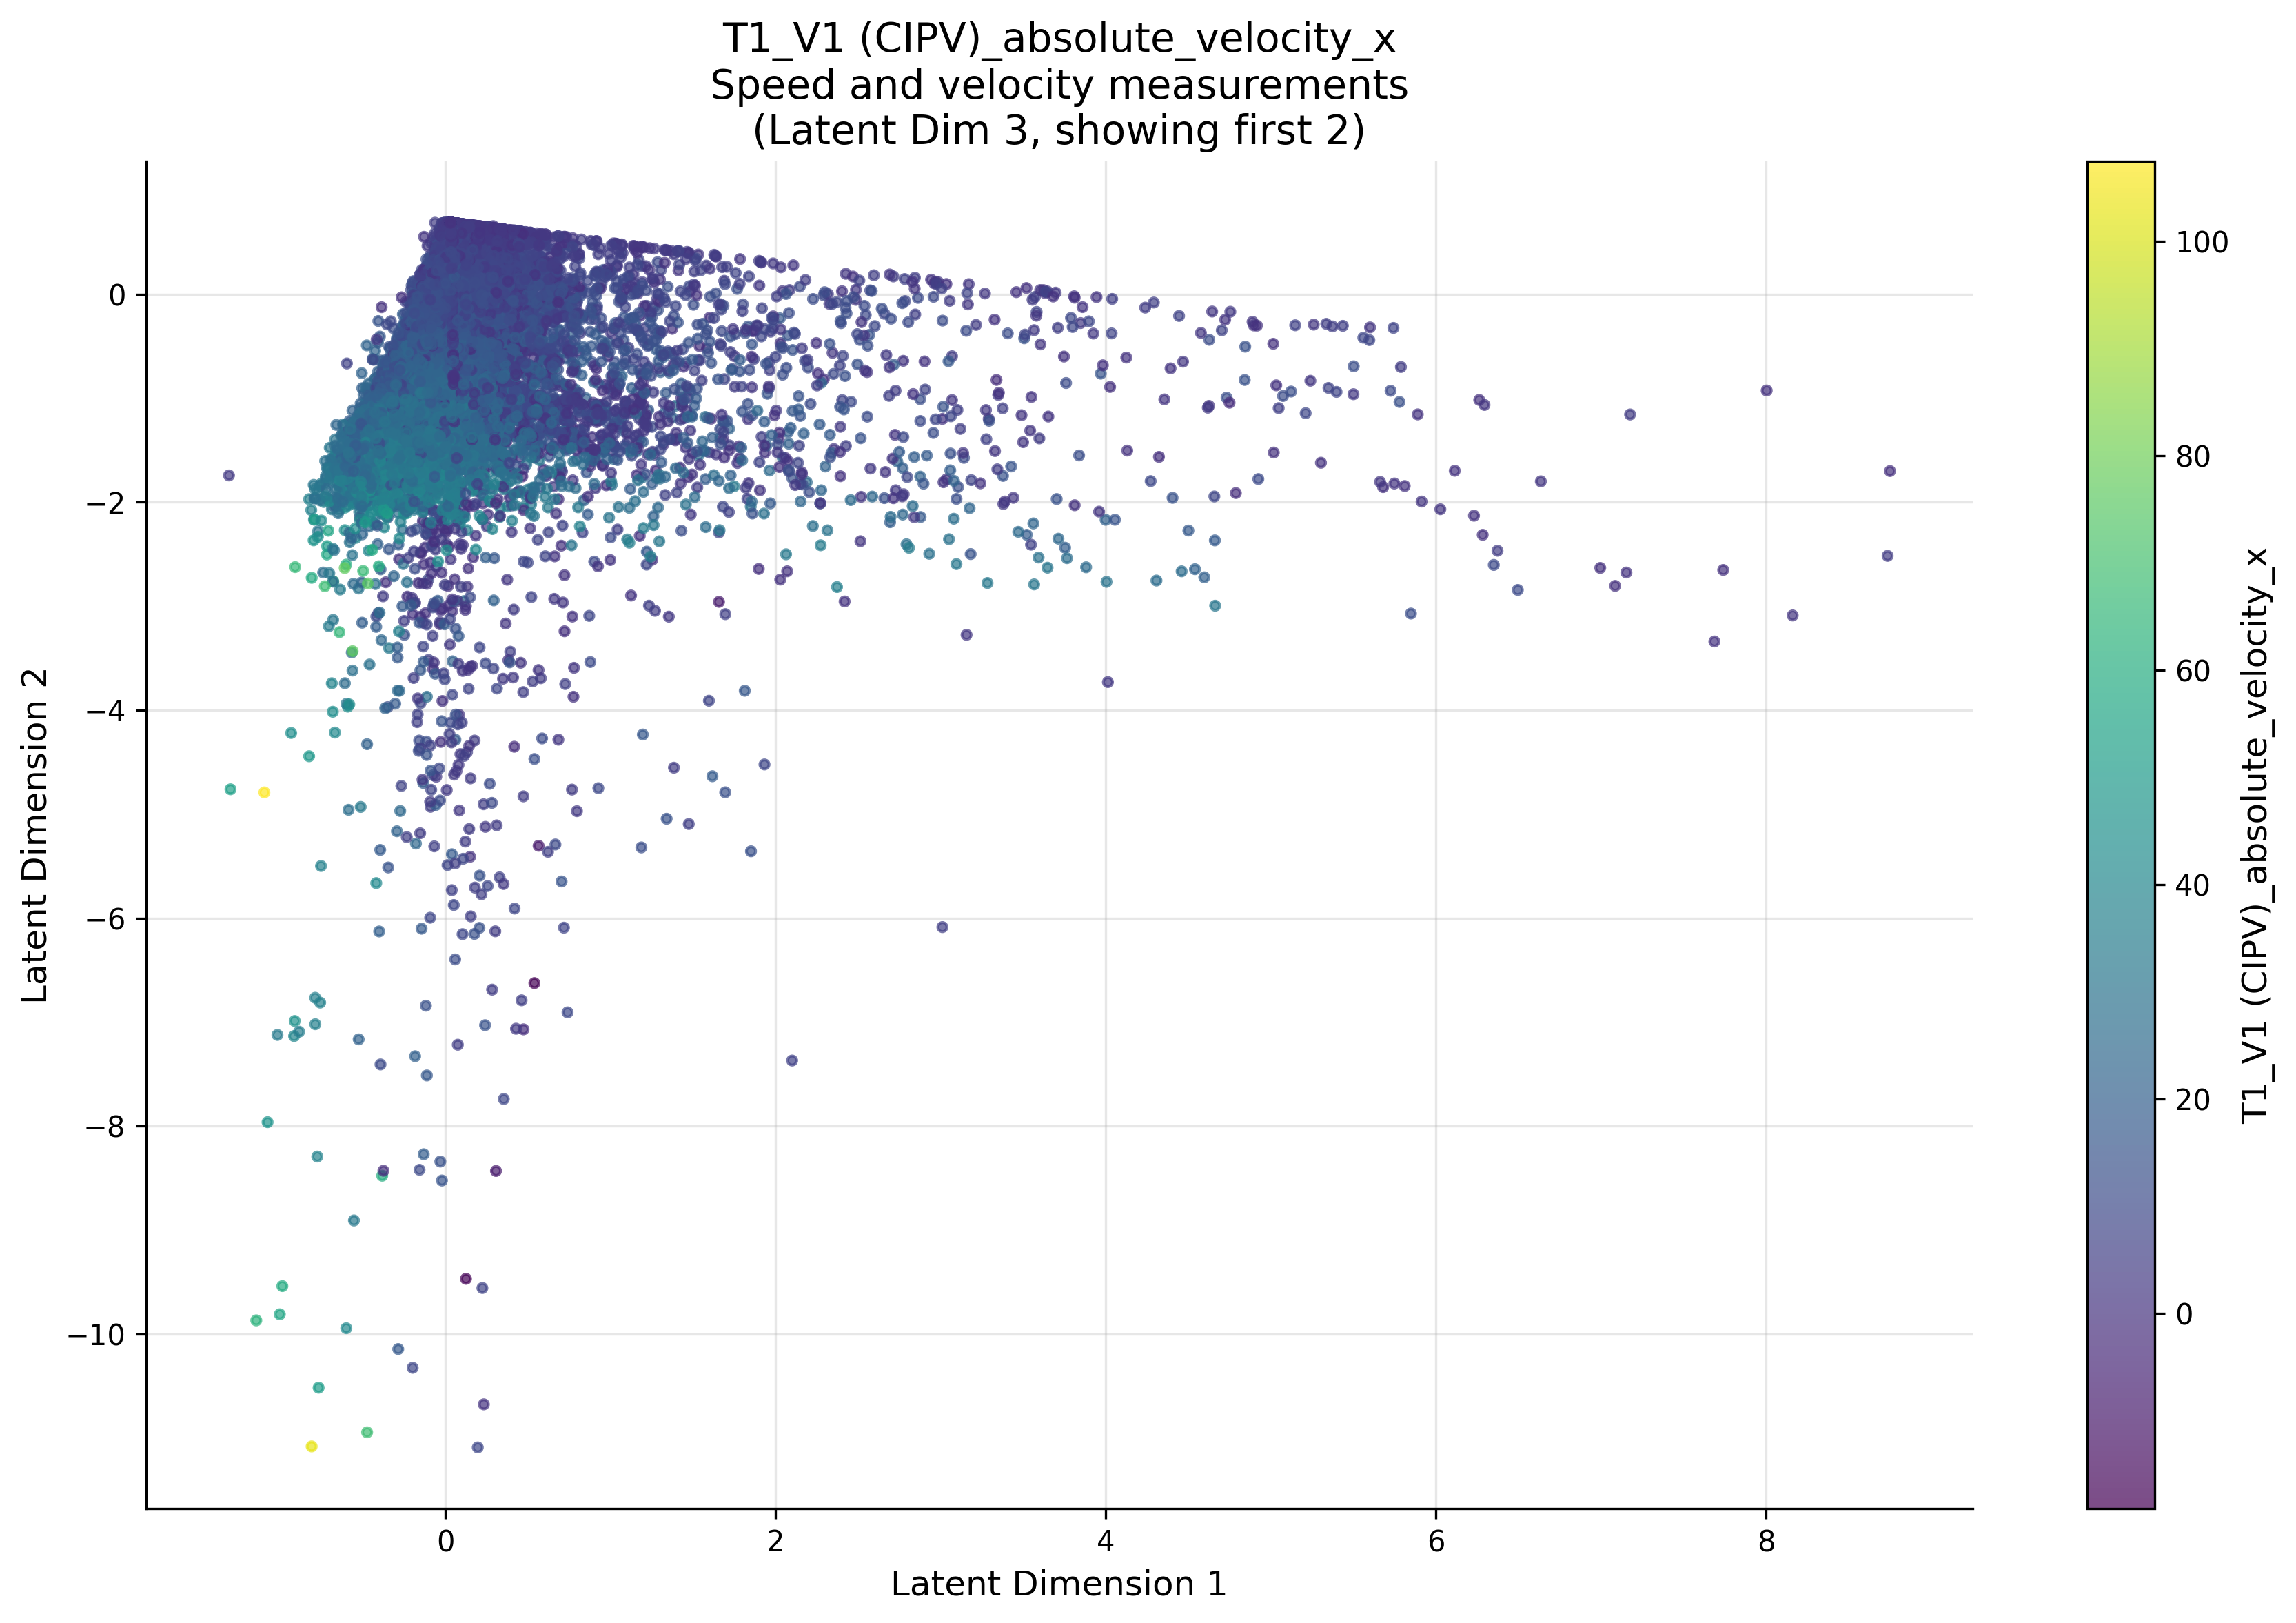 T1_V1 (CIPV)_absolute_velocity_x
Speed and velocity measurements
(Latent Dim 3, showing first 2)
Latent Dimension 2
0
−2
−4
−6
−8
−10
0
2
4
6
8
Latent Dimension 1
100
80
60
40
20
0
T1_V1 (CIPV)_absolute_velocity_x